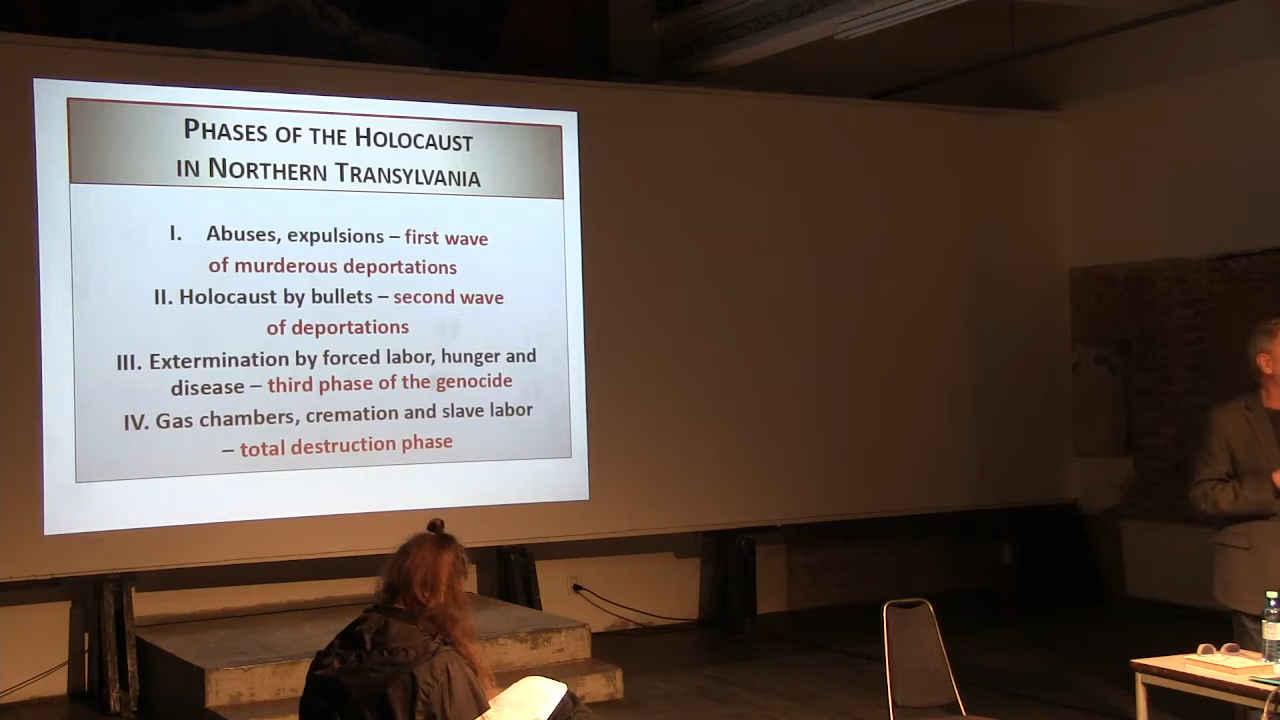 PHASES OF THE HOLOCAUST
IN NORTHERN TRANSYLVANIA
I. Abuses, expulsions – first wave
of murderous deportations
II. Holocaust by bullets – second wave
of deportations
III. Extermination by forced labor, hunger and
disease – third phase of the genocide
IV. Gas chambers, cremation and slave labor
– total destruction phase